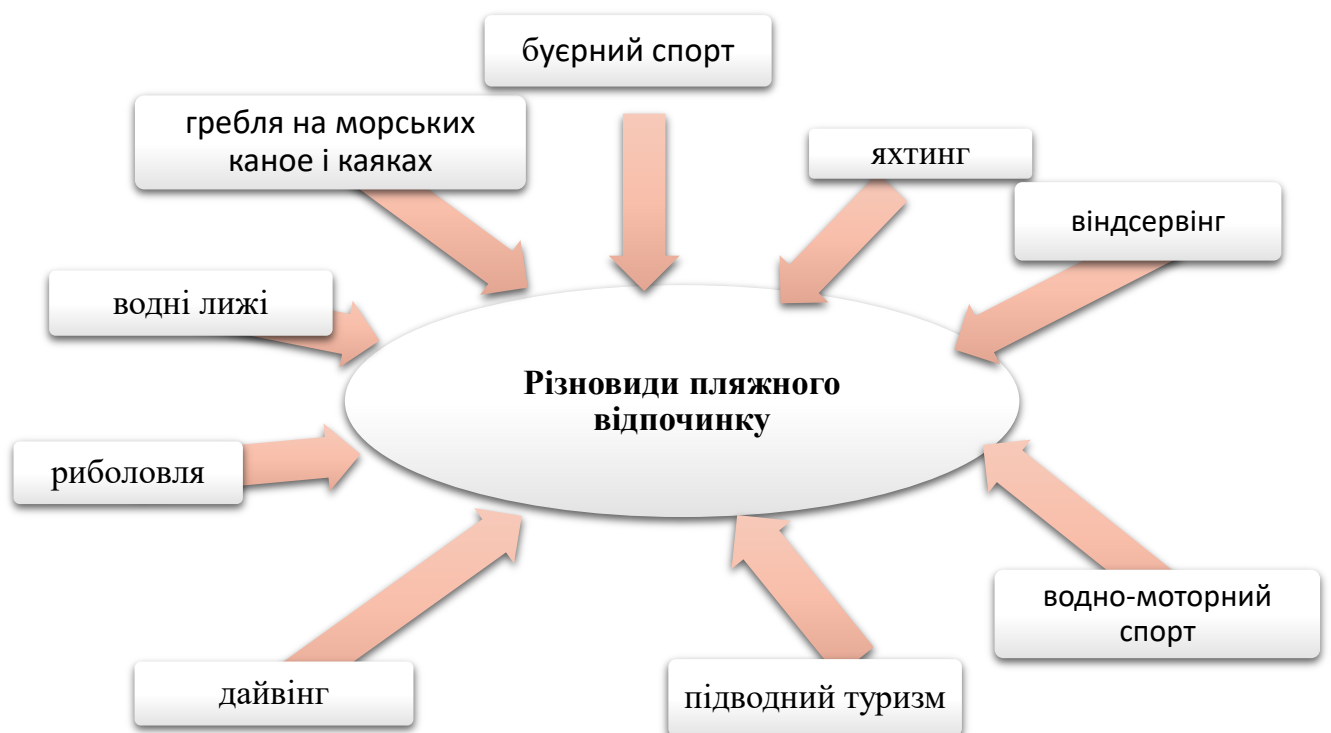 буєрний спорт
гребля на морських
каное і каяках
яхтинг
віндсервінг
водні лижі
Різновиди пляжного
відпочинку
риболовля
водно-моторний
спорт
дайвінг
підводний туризм